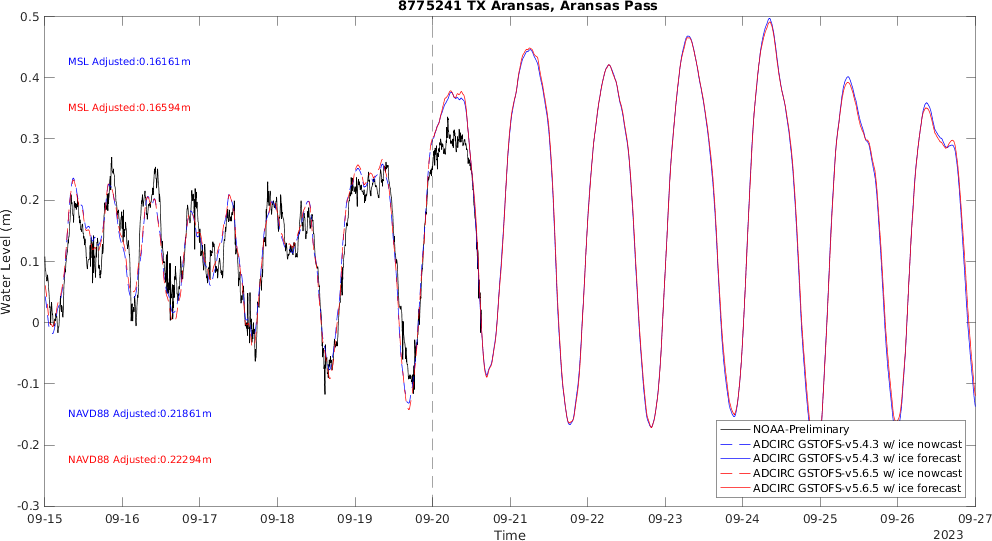 8775241 TX Aransas, Aransas Pass
0.5
0.4
0.3
0.2
0.1
0
-0.1
-0.2
-0.3
Water Level (m)
MSL Adjusted:0.16161m
MSL Adjusted:0.16594m
NAVD88 Adjusted:0.21861m
NAVD88 Adjusted:0.22294m
NOAA-Preliminary
ADCIRC GSTOFS-v5.4.3 w/ ice nowcast
ADCIRC GSTOFS-v5.4.3 w/ ice forecast
ADCIRC GSTOFS-v5.6.5 w/ ice nowcast
ADCIRC GSTOFS-v5.6.5 w/ ice forecast
09-15 09-16 09-17 09-18 09-19 09-20 09-21 09-22 09-23 09-24 09-25 09-26 09-27
Time
2023